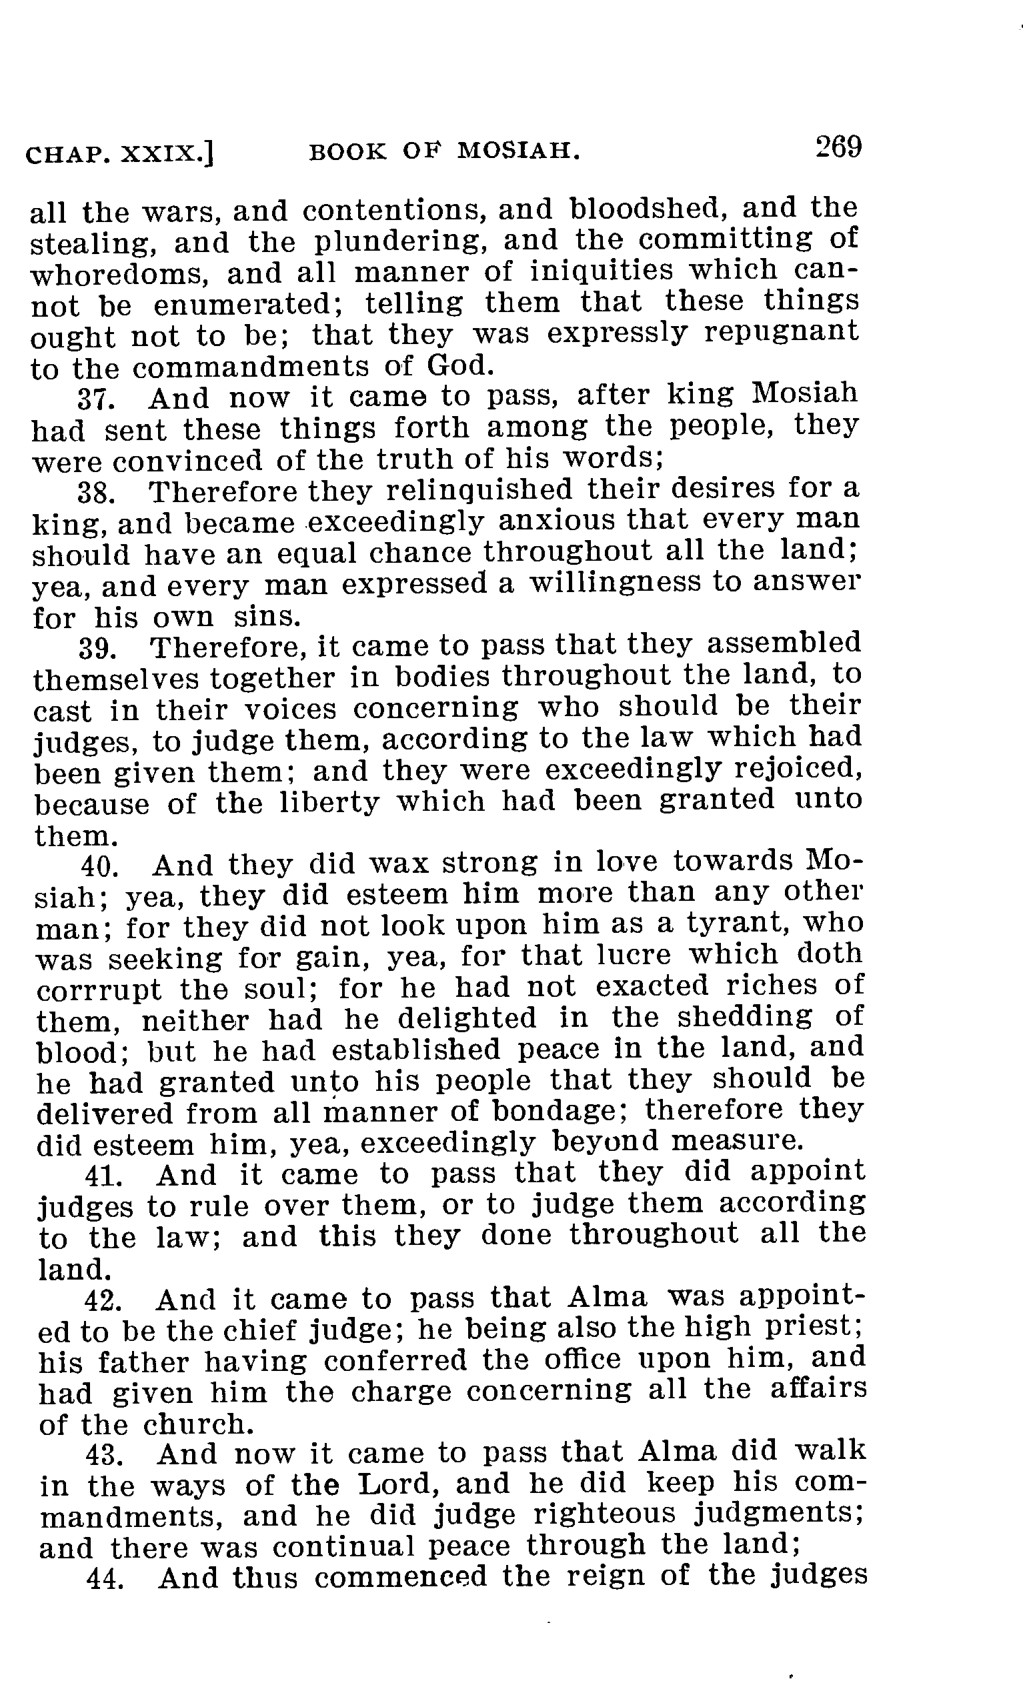 CHAP. XXIX.] BOOK OF MOSIAH. 269
all the wars, and contentions, and bloodshed, and the
stealing, and the plundering, and the committing of
whoredoms, and all manner of iniquities which can-
not be enumerated; telling them that these things
ought not to be; that they was expressly repugnant
to the commandments of God.
37. And now it came to pass, after king Mosiah
had sent these things forth among the people, they
were convinced of the truth of his words;
38. Therefore they relinquished their desires for a
king, and became exceedingly anxious that every man
should have an equal chance throughout all the land;
yea, and every man expressed a willingness to answer
for his own sins.
39. Therefore, it came to pass that they assembled
themselves together in bodies throughout the land, to
cast in their voices concerning who should be their
judges, to judge them, according to the law which had
been given them; and they were exceedingly rejoiced,
because of the liberty which had been granted unto
them.
40. And they did wax strong in love towards Mo-
siah; yea, they did esteem him more than any other
man; for they did not look upon him as a tyrant, who
was seeking for gain, yea, for that lucre which doth
corrrupt the soul; for he had not exacted riches of
them, neither had he delighted in the shedding of
blood; but he had established peace in the land, and
he had granted unto his people that they should be
delivered from all manner of bondage; therefore they
did esteem him, yea, exceedingly beyond measure.
41. And it came to pass that they did appoint
judges to rule over them, or to judge them according
to the law; and this they done throughout all the
land.
42. And it came to pass that Alma was appoint-
ed to be the chief judge; he being also the high priest;
his father having conferred the office upon him, and
had given him the charge concerning all the affairs
of the church.
43. And now it came to pass that Alma did walk
in the ways of the Lord, and he did keep his com-
mandments, and he did judge righteous judgments;
and there was continual peace through the land;
44. And thus commenced the reign of the judges